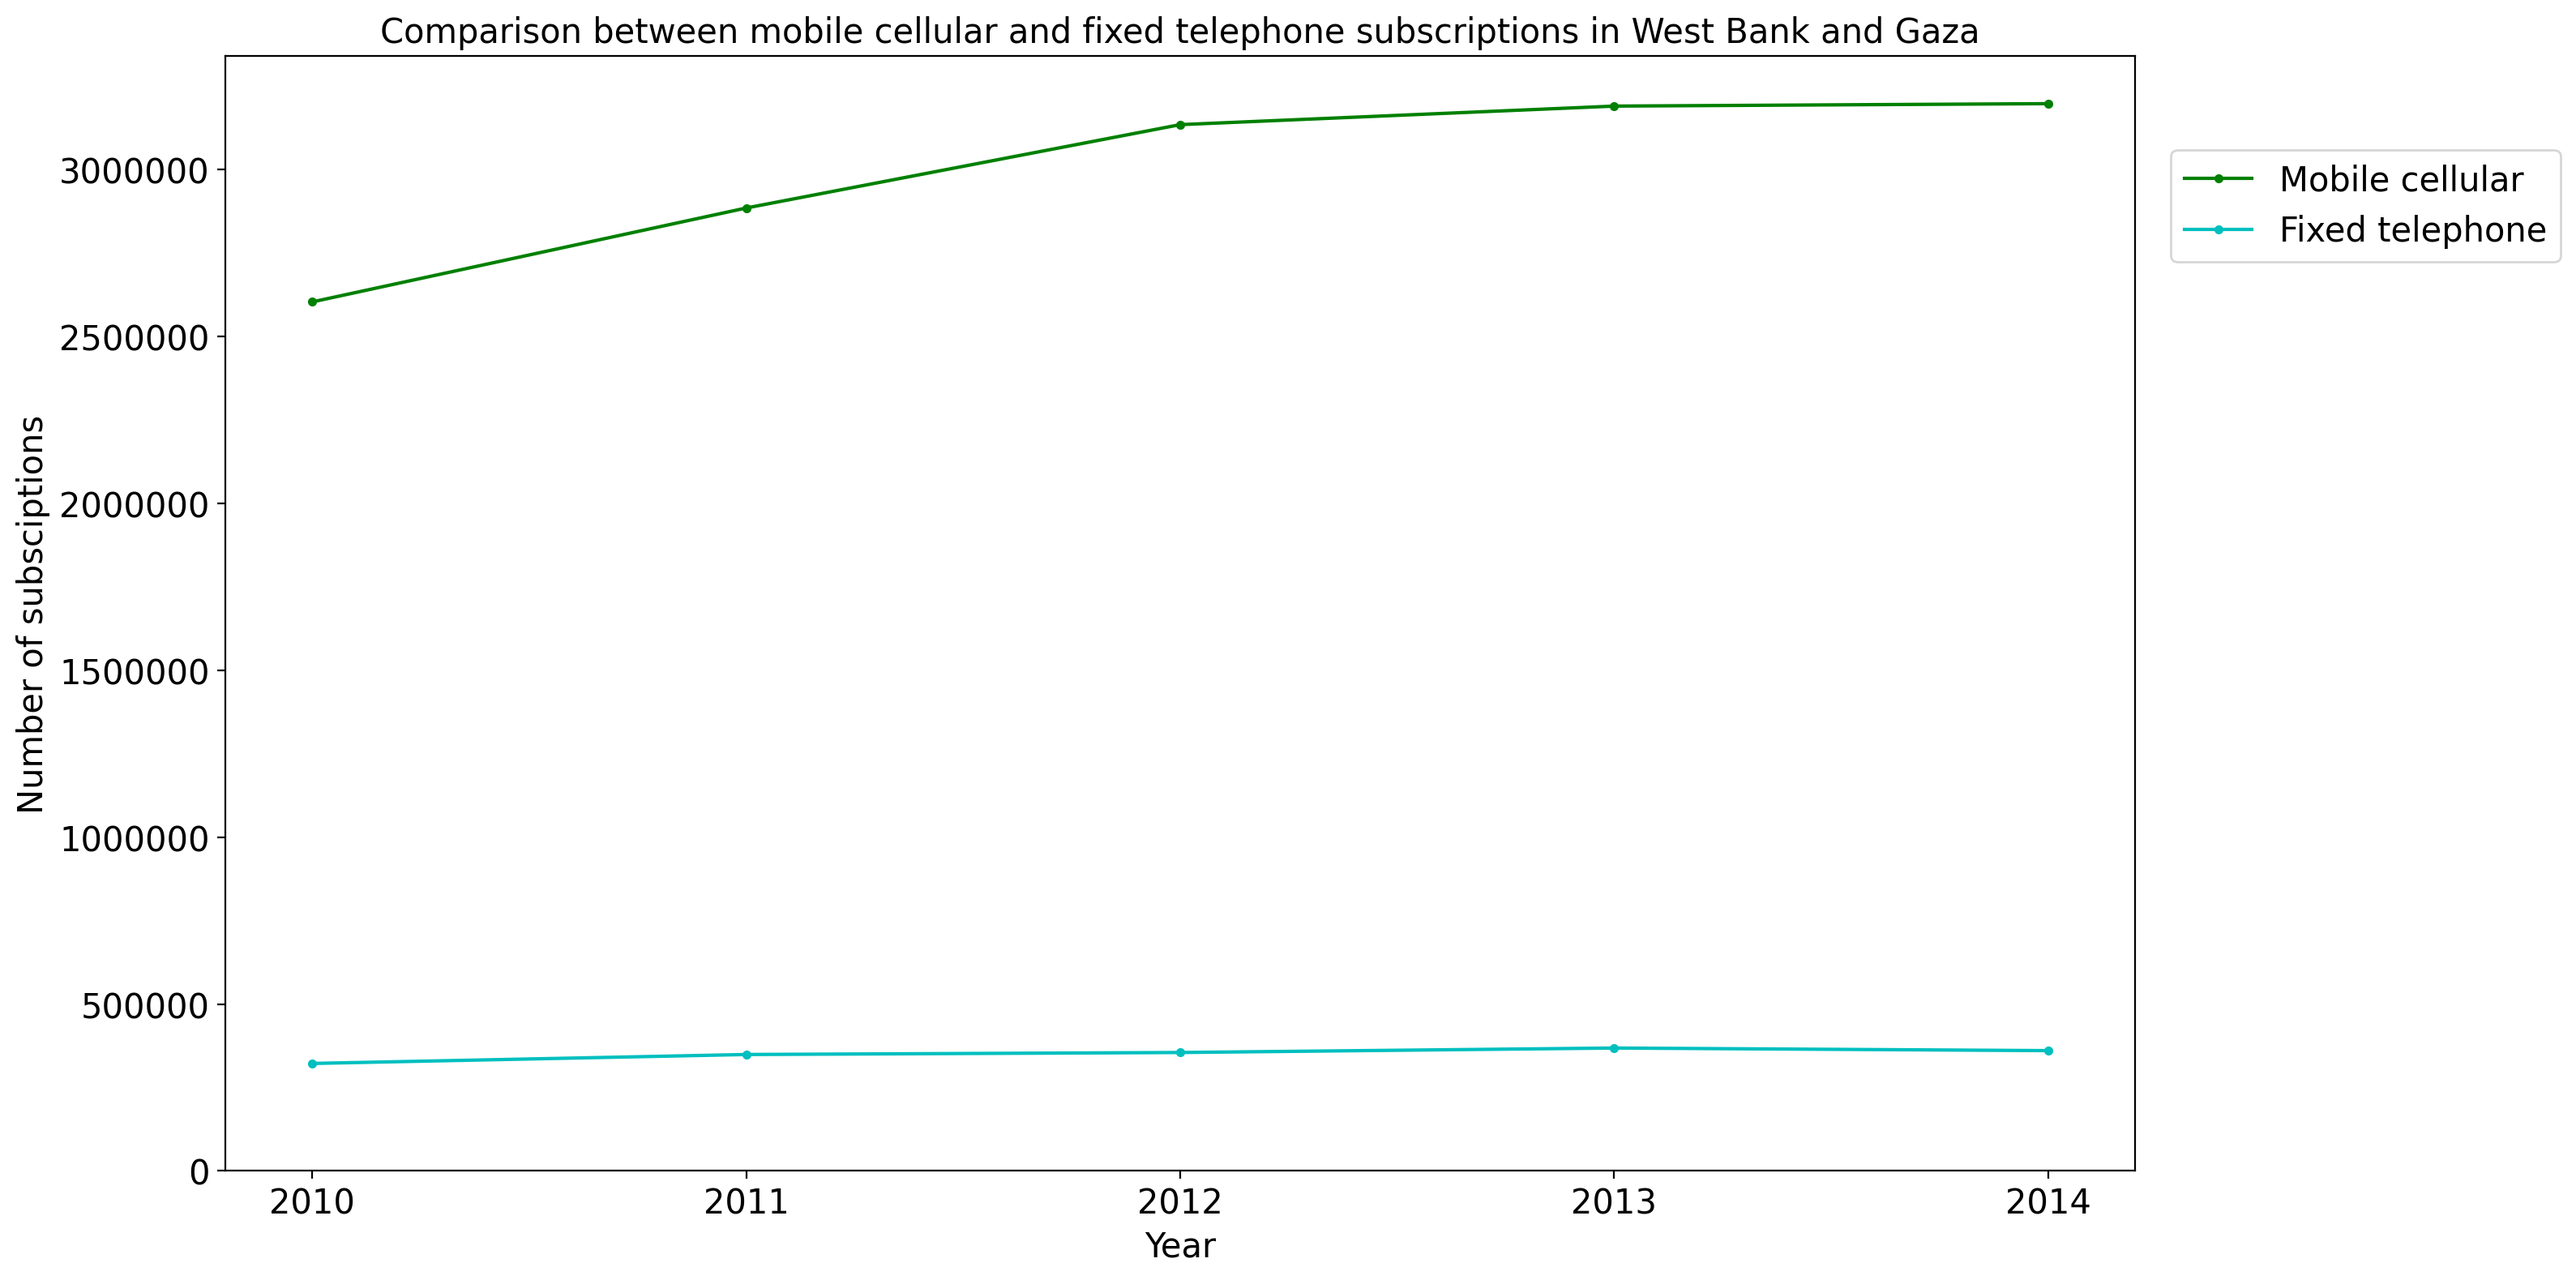 Comparison between mobile cellular and fixed telephone subscriptions in West Bank and Gaza
Number of subsciptions
3000000
2500000
2000000
1500000
1000000
500000
0
2010 2011 2012 2013 2014
Year
Mobile cellular
Fixed telephone